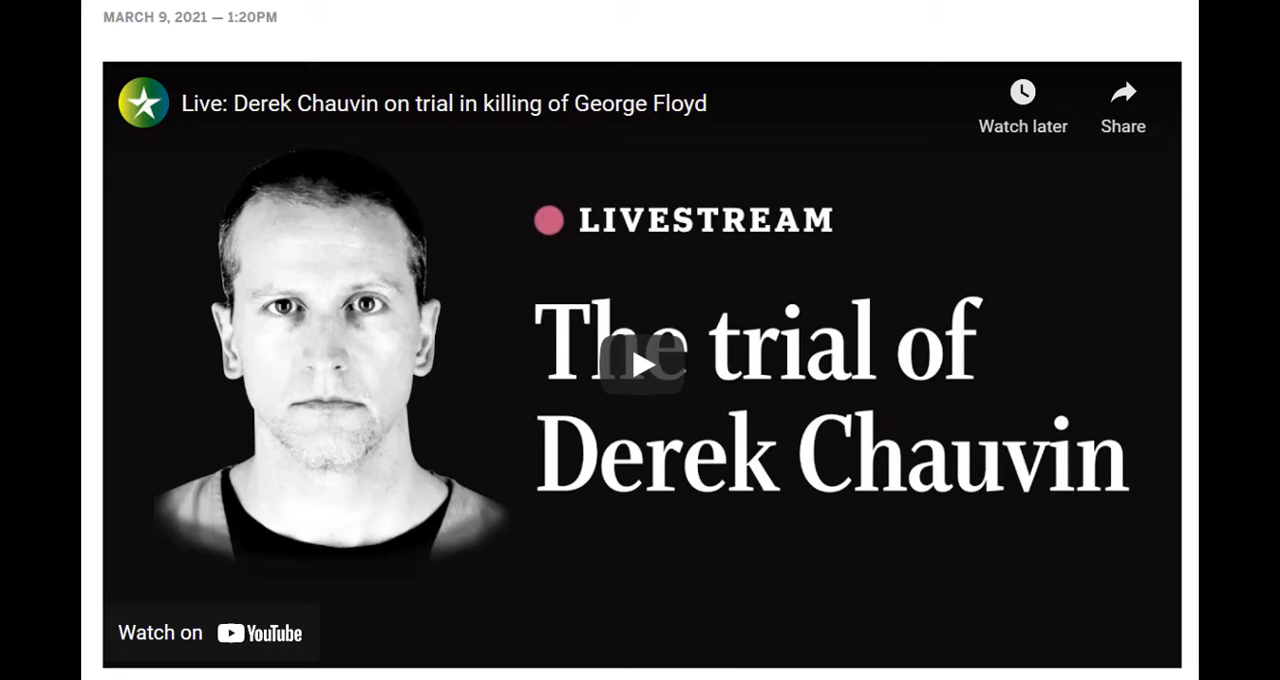 MARCH 9, 2021 — 1:20PM
Live: Derek Chauvin on trial in killing of George Floyd
Watch later
Share
LIVESTREAM
The trial of
Derek Chauvin
Watch on YouTube